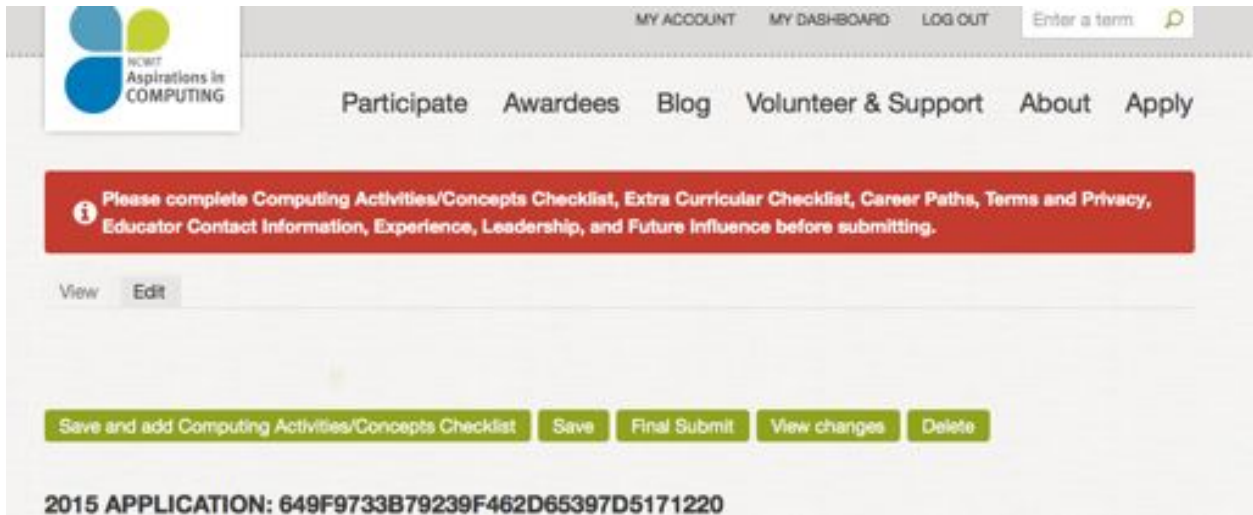 MY ACCOUNT MY DASHBOARD LOG OUT Enter a term
NCWIT
Aspirations in
COMPUTING
Participate Awardees Blog Volunteer & Support About Apply
Please complete Computing Activities/Concepts Checklist, Extra Curricular Checklist, Career Paths, Terms and Privacy,
Educator Contact Information, Experience, Leadership, and Future Influence before submitting.
View Edit
Save and add Computing Activities/Concepts Checklist Save Final Submit View changes Delete
2015 APPLICATION: 649F9733B79239F462D65397D5171220